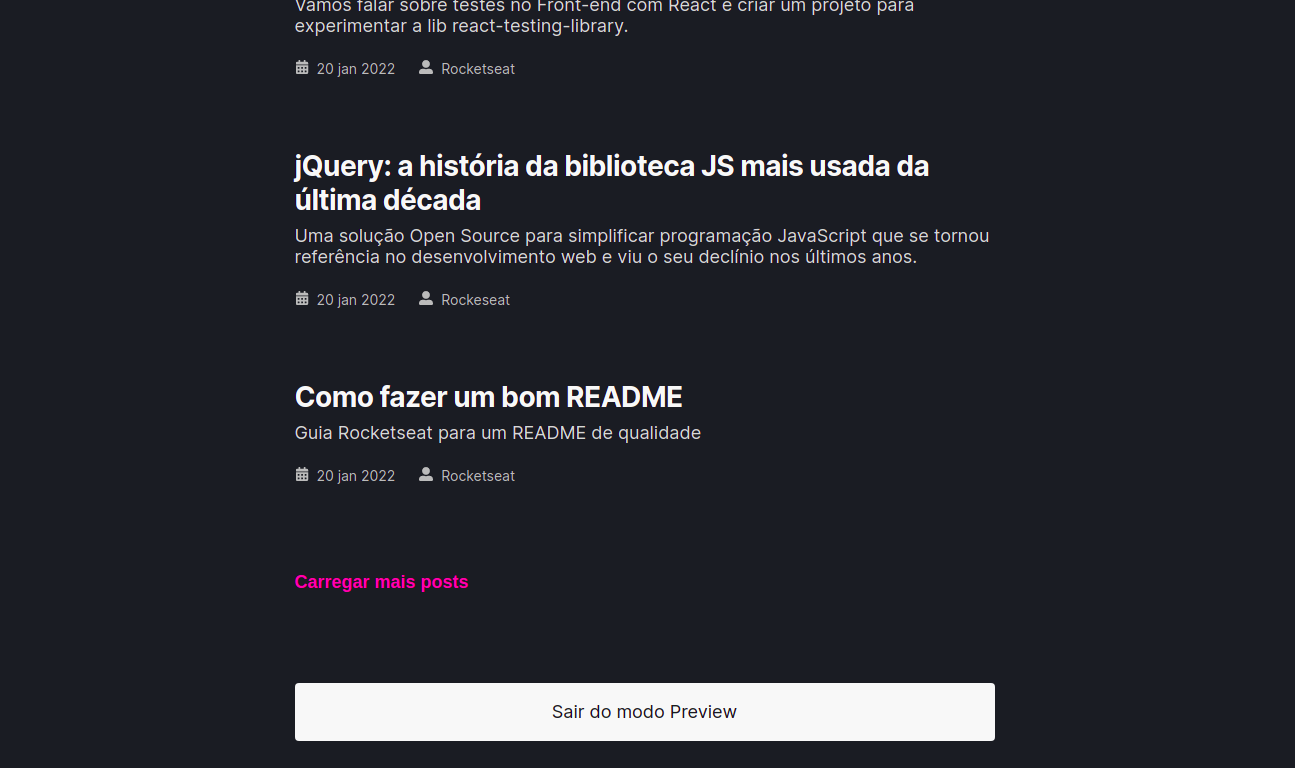 Vamos falar sobre testes no Front-end com React e criar um projeto para
experimentar a lib react-testing-library.
20 jan 2022 Rocketseat
jQuery: a história da biblioteca JS mais usada da
última década
Uma solução Open Source para simplificar programação JavaScript que se tornou
referência no desenvolvimento web e viu o seu declínio nos últimos anos.
20 jan 2022 Rockeseat
Como fazer um bom README
Guia Rocketseat para um README de qualidade
20 jan 2022 Rocketseat
Carregar mais posts
Sair do modo Preview